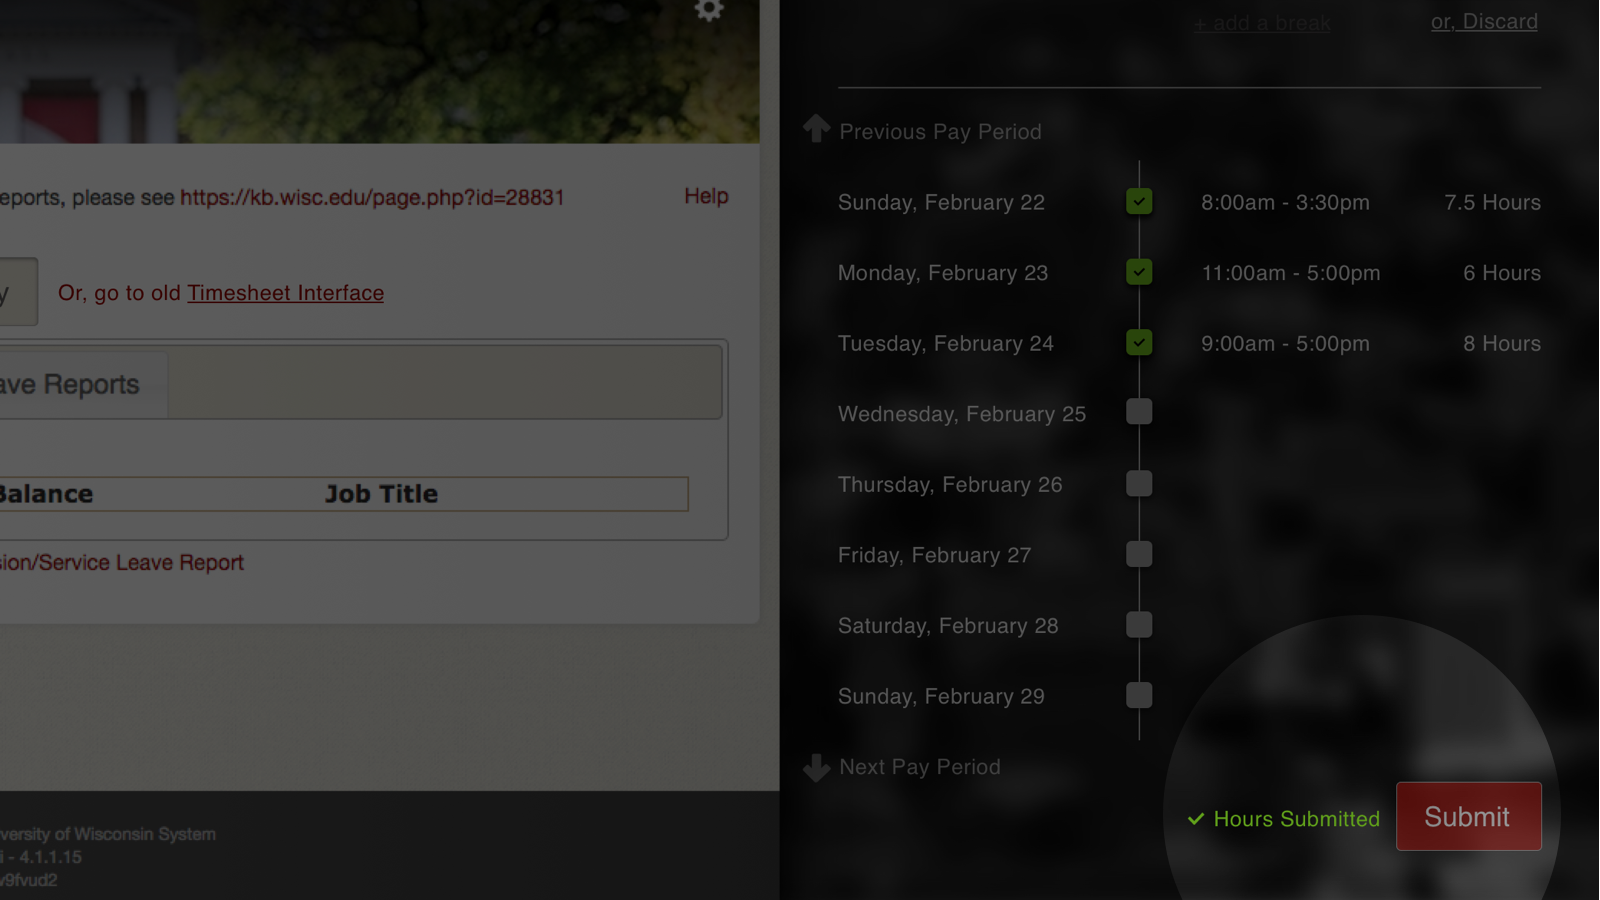 + add a break
or, Discard
Previous Pay Period
eports, please see https://kb.wisc.edu/page.php?id=28831
Help
Or, go to old Timesheet Interface
ave Reports
Balance
Job Title
sion/Service Leave Report
versity of Wisconsin System
i - 4.1.1.15
v9fvud2
Sunday, February 22
8:00am - 3:30pm
7.5 Hours
Monday, February 23
11:00am - 5:00pm
6 Hours
Tuesday, February 24
9:00am - 5:00pm
8 Hours
Wednesday, February 25
Thursday, February 26
Friday, February 27
Saturday, February 28
Sunday, February 29
Next Pay Period
Hours Submitted
Submit